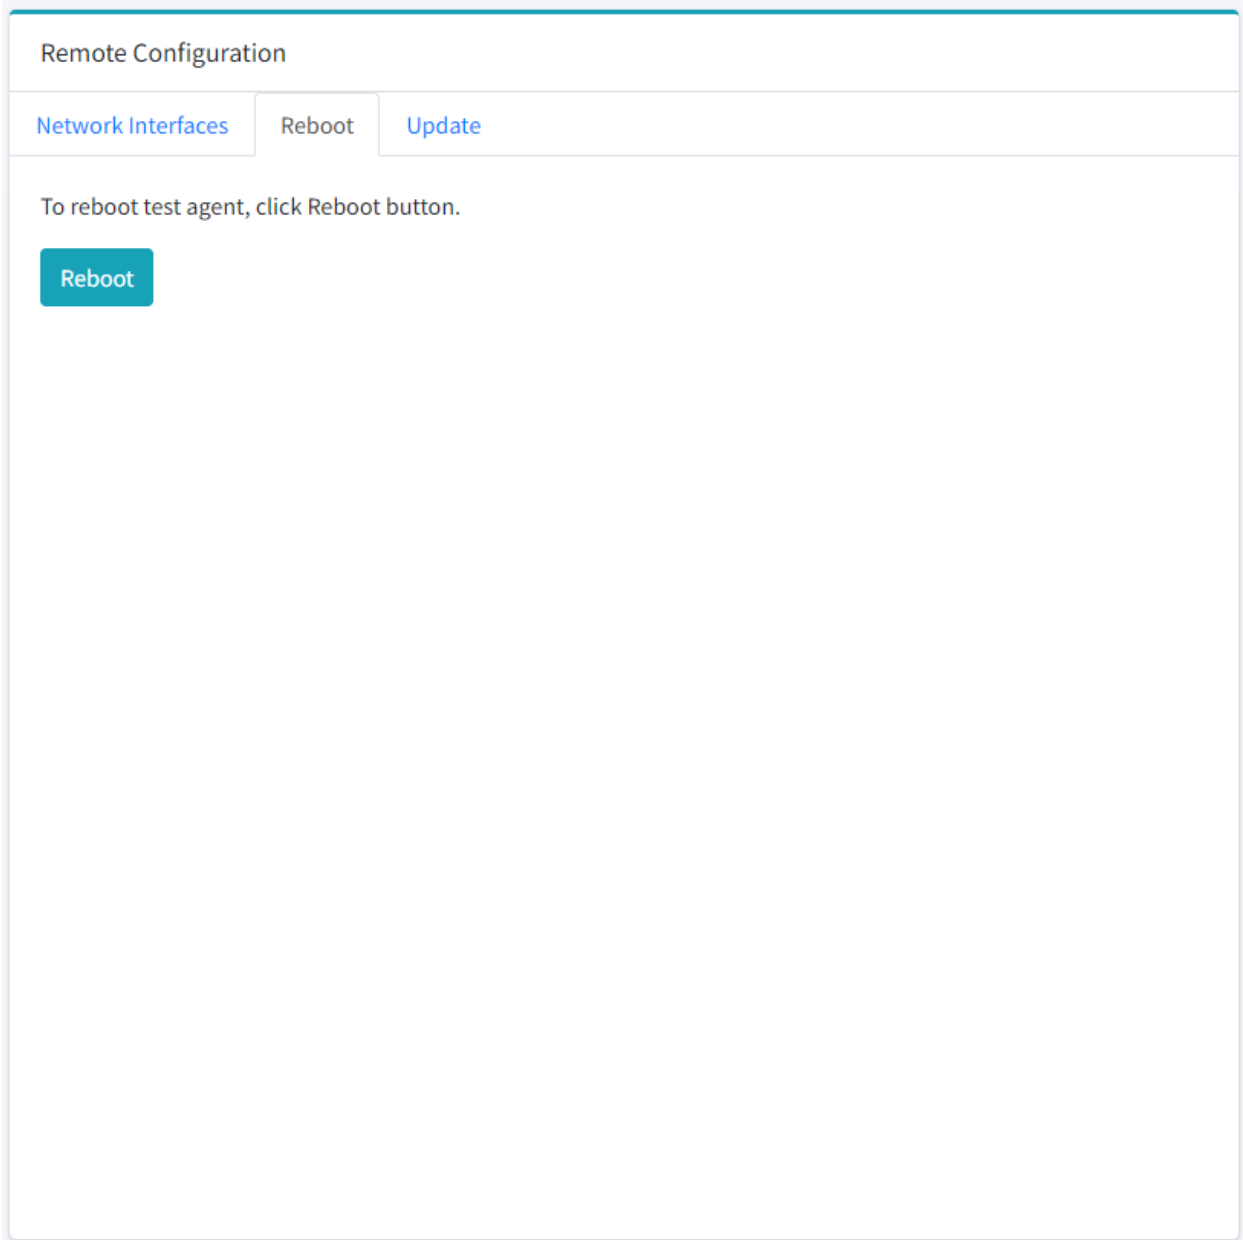 Remote Configuration
Network Interfaces Reboot Update
To reboot test agent, click Reboot button.
Reboot